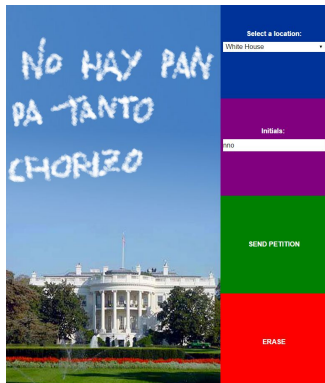 NO HAY PAN
PA TANTO
CHORIZO
Select a location:
White House
Initials:
nno
SEND PETITION
ERASE